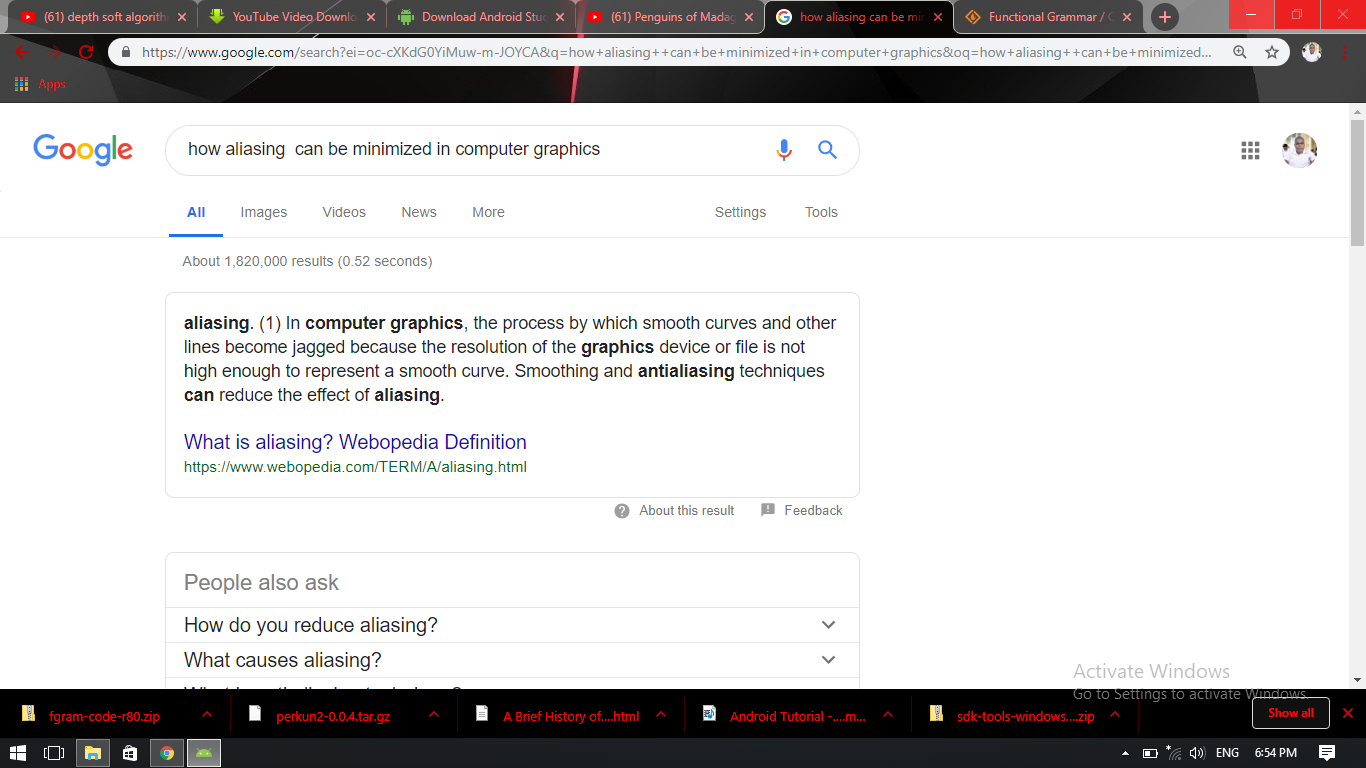 (61) depth soft algorith
YouTube Video Downlo
Download Android Stud
(61) Penguins of Madag
how aliasing can be min
Functional Grammar / C
https://www.google.com/search?ei=oc-cXKdG0YiMuw-m-JOYCA&q=how+aliasing++can+be+minimized+in+computer+graphics&oq=how+aliasing++can+be+minimized...
Apps
Google
how aliasing  can be minimized in computer graphics
All
Images
Videos
News
More
Settings
Tools
About 1,820,000 results (0.52 seconds)
aliasing. (1) In computer graphics, the process by which smooth curves and other
lines become jagged because the resolution of the graphics device or file is not
high enough to represent a smooth curve. Smoothing and antialiasing techniques
can reduce the effect of aliasing.
What is aliasing? Webopedia Definition
https://www.webopedia.com/TERM/A/aliasing.html
About this result
Feedback
People also ask
How do you reduce aliasing?
What causes aliasing?
Activate Windows
Go to Settings to activate Windows.
fgram-code-r80.zip
perkun2-0.0.4.tar.gz
A Brief History of....html
Android Tutorial -....m...
sdk-tools-windows....zip
Show all
ENG
6:54 PM